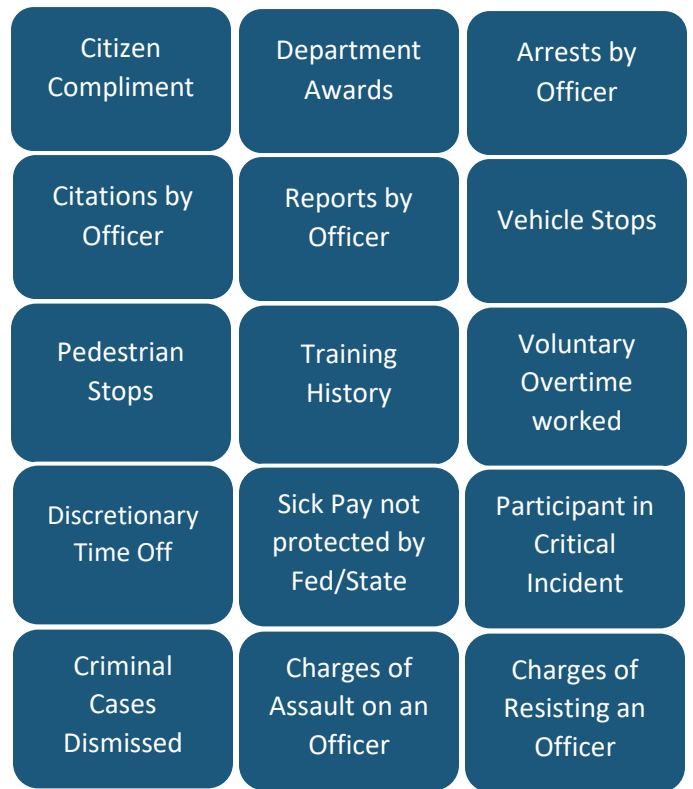 Citizen
Compliment
Department
Awards
Arrests by
Officer
Citations by
Officer
Reports by
Officer
Vehicle Stops
Pedestrian
Stops
Training
History
Voluntary
Overtime
worked
Discretionary
Time Off
Sick Pay not
protected by
Fed/State
Participant in
Critical
Incident
Criminal
Cases
Dismissed
Charges of
Assault on an
Officer
Charges of
Resisting an
Officer